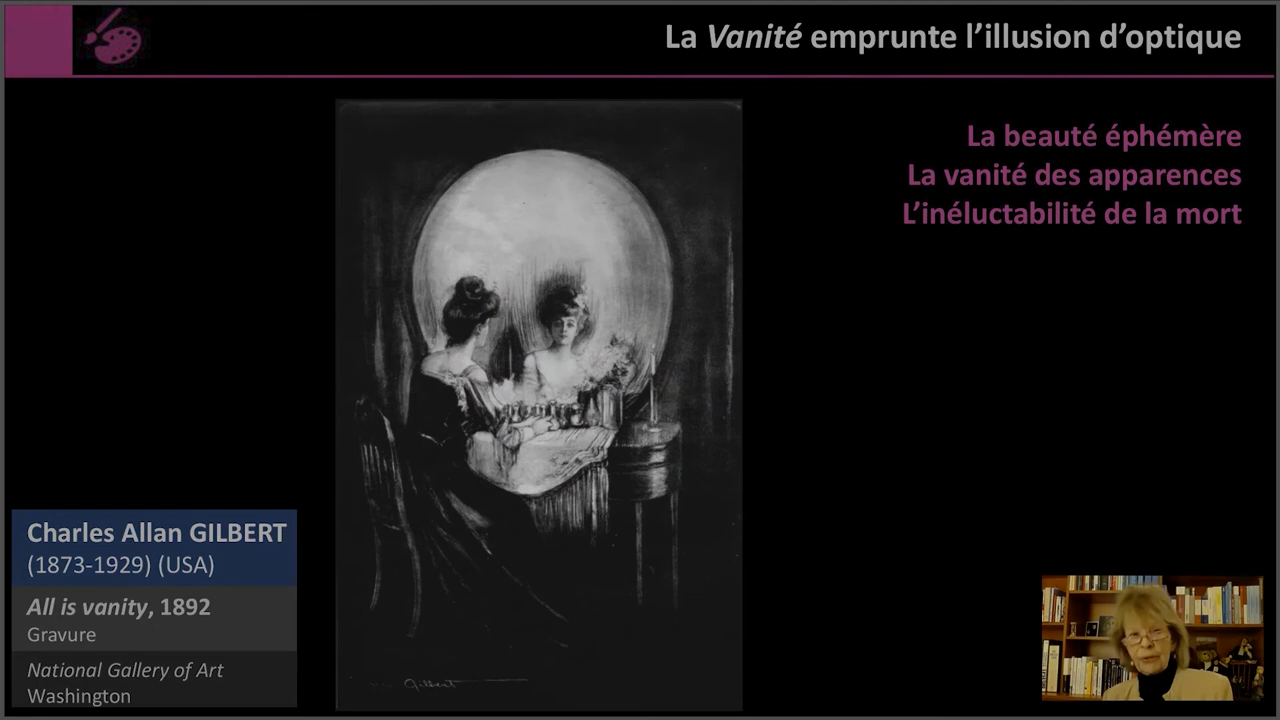 La Vanité emprunte l’illusion d’optique
La beauté éphémère
La vanité des apparences
L’inéluctabilité de la mort
Charles Allan GILBERT
(1873-1929) (USA)
All is vanity, 1892
Gravure
National Gallery of Art
Washington
Gilbert